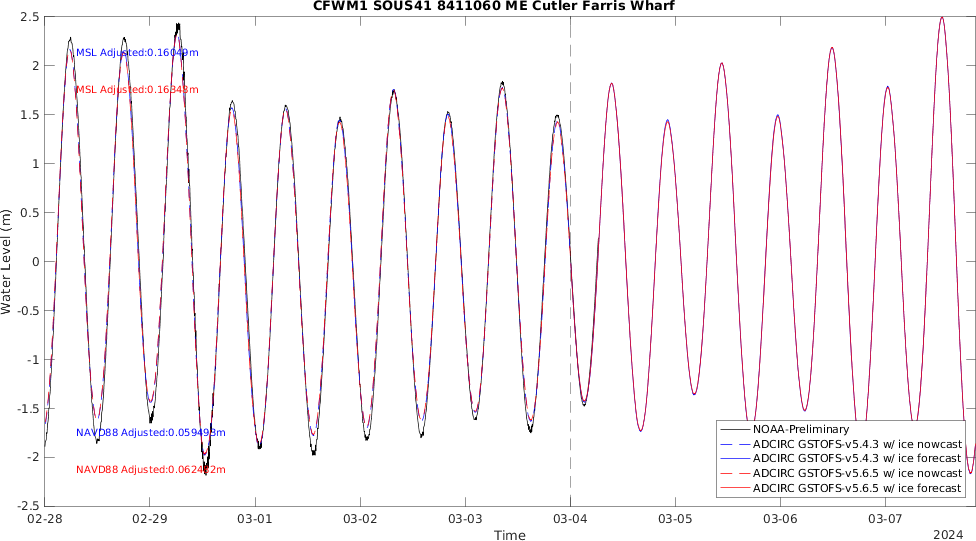 CFWM1 SOUS41 8411060 ME Cutler Farris Wharf
2.5
2
1.5
1
0.5
0
-0.5
-1
-1.5
-2
-2.5
Water Level (m)
MSL Adjusted:0.16049m
MSL Adjusted:0.16343m
NAVD88 Adjusted:0.059493m
NAVD88 Adjusted:0.062432m
NOAA-Preliminary
ADCIRC GSTOFS-v5.4.3 w/ ice nowcast
ADCIRC GSTOFS-v5.4.3 w/ ice forecast
ADCIRC GSTOFS-v5.6.5 w/ ice nowcast
ADCIRC GSTOFS-v5.6.5 w/ ice forecast
02-28 02-29 03-01 03-02 03-03 03-04 03-05 03-06 03-07
Time
2024